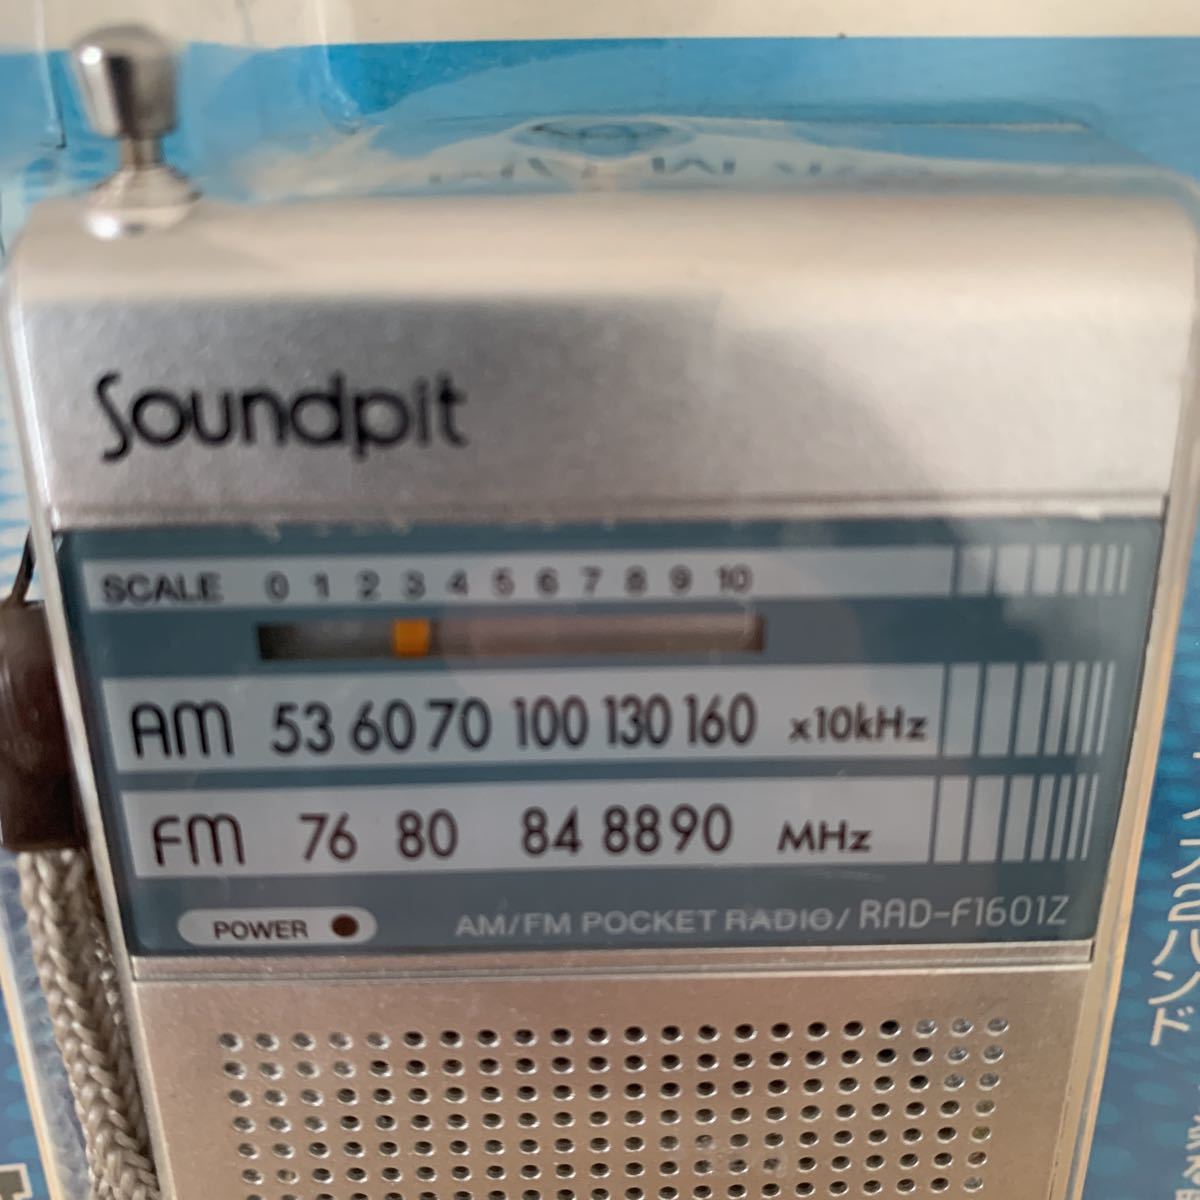 Soundpit
SCALE 0 1 2 3 4 5 6 7 8 9 10
AM 53 60 70 100 130 160 x10kHz
FM 76 80 84 88 90 MHz
POWER
AM/FM POCKET RADIO/ RAD-F1601Z